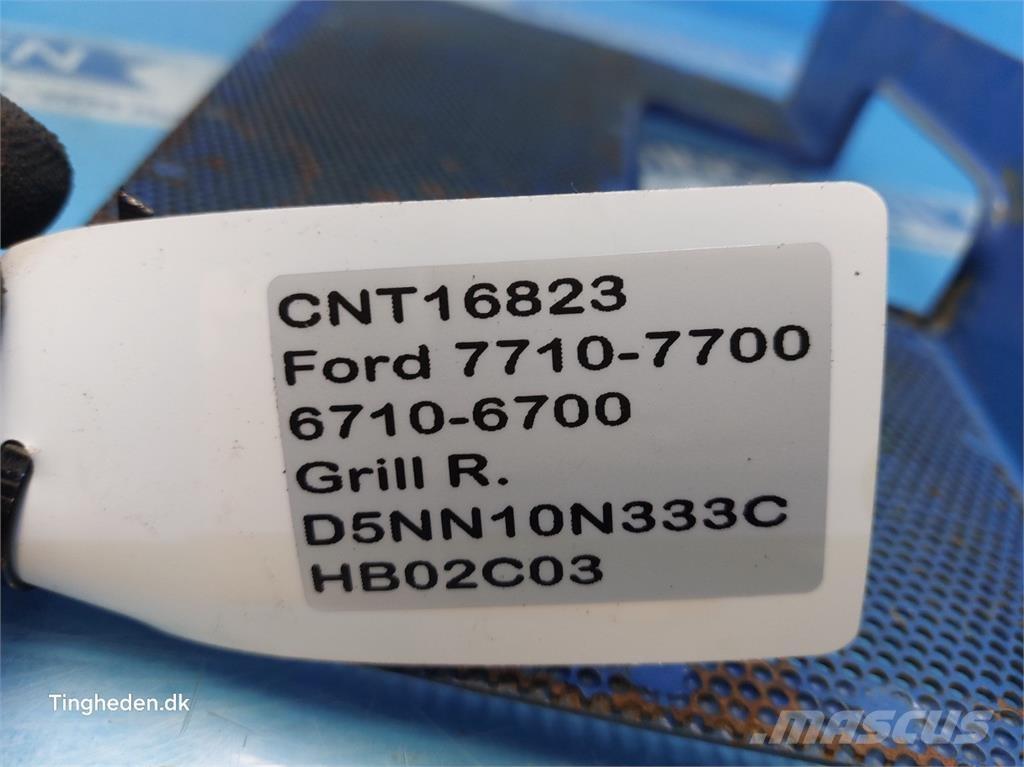 CNT16823
Ford 7710-7700
6710-6700
Grill R.
D5NN10N333C
HB02C03
Tingheden.dk
MASCUS